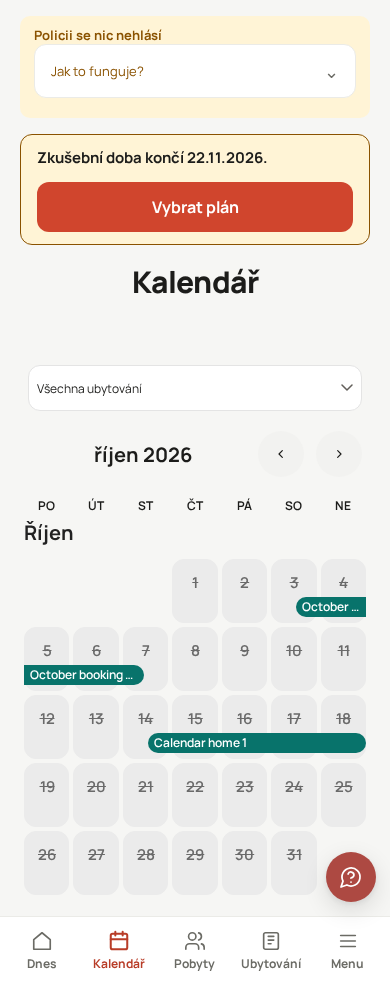 Policii se nic nehlásí
Jak to funguje?
Zkušební doba končí 22.11.2026.
Vybrat plán
Kalendář
Všechna ubytování
říjen 2026
PO ÚT ST ČT PÁ SO NE
Říjen
1 2 3 4
October ...
5 6 7 8 9 10 11
October booking ...
12 13 14 15 16 17 18
Calendar home 1
19 20 21 22 23 24 25
26 27 28 29 30 31
Dnes Kalendář Pobyty Ubytování Menu